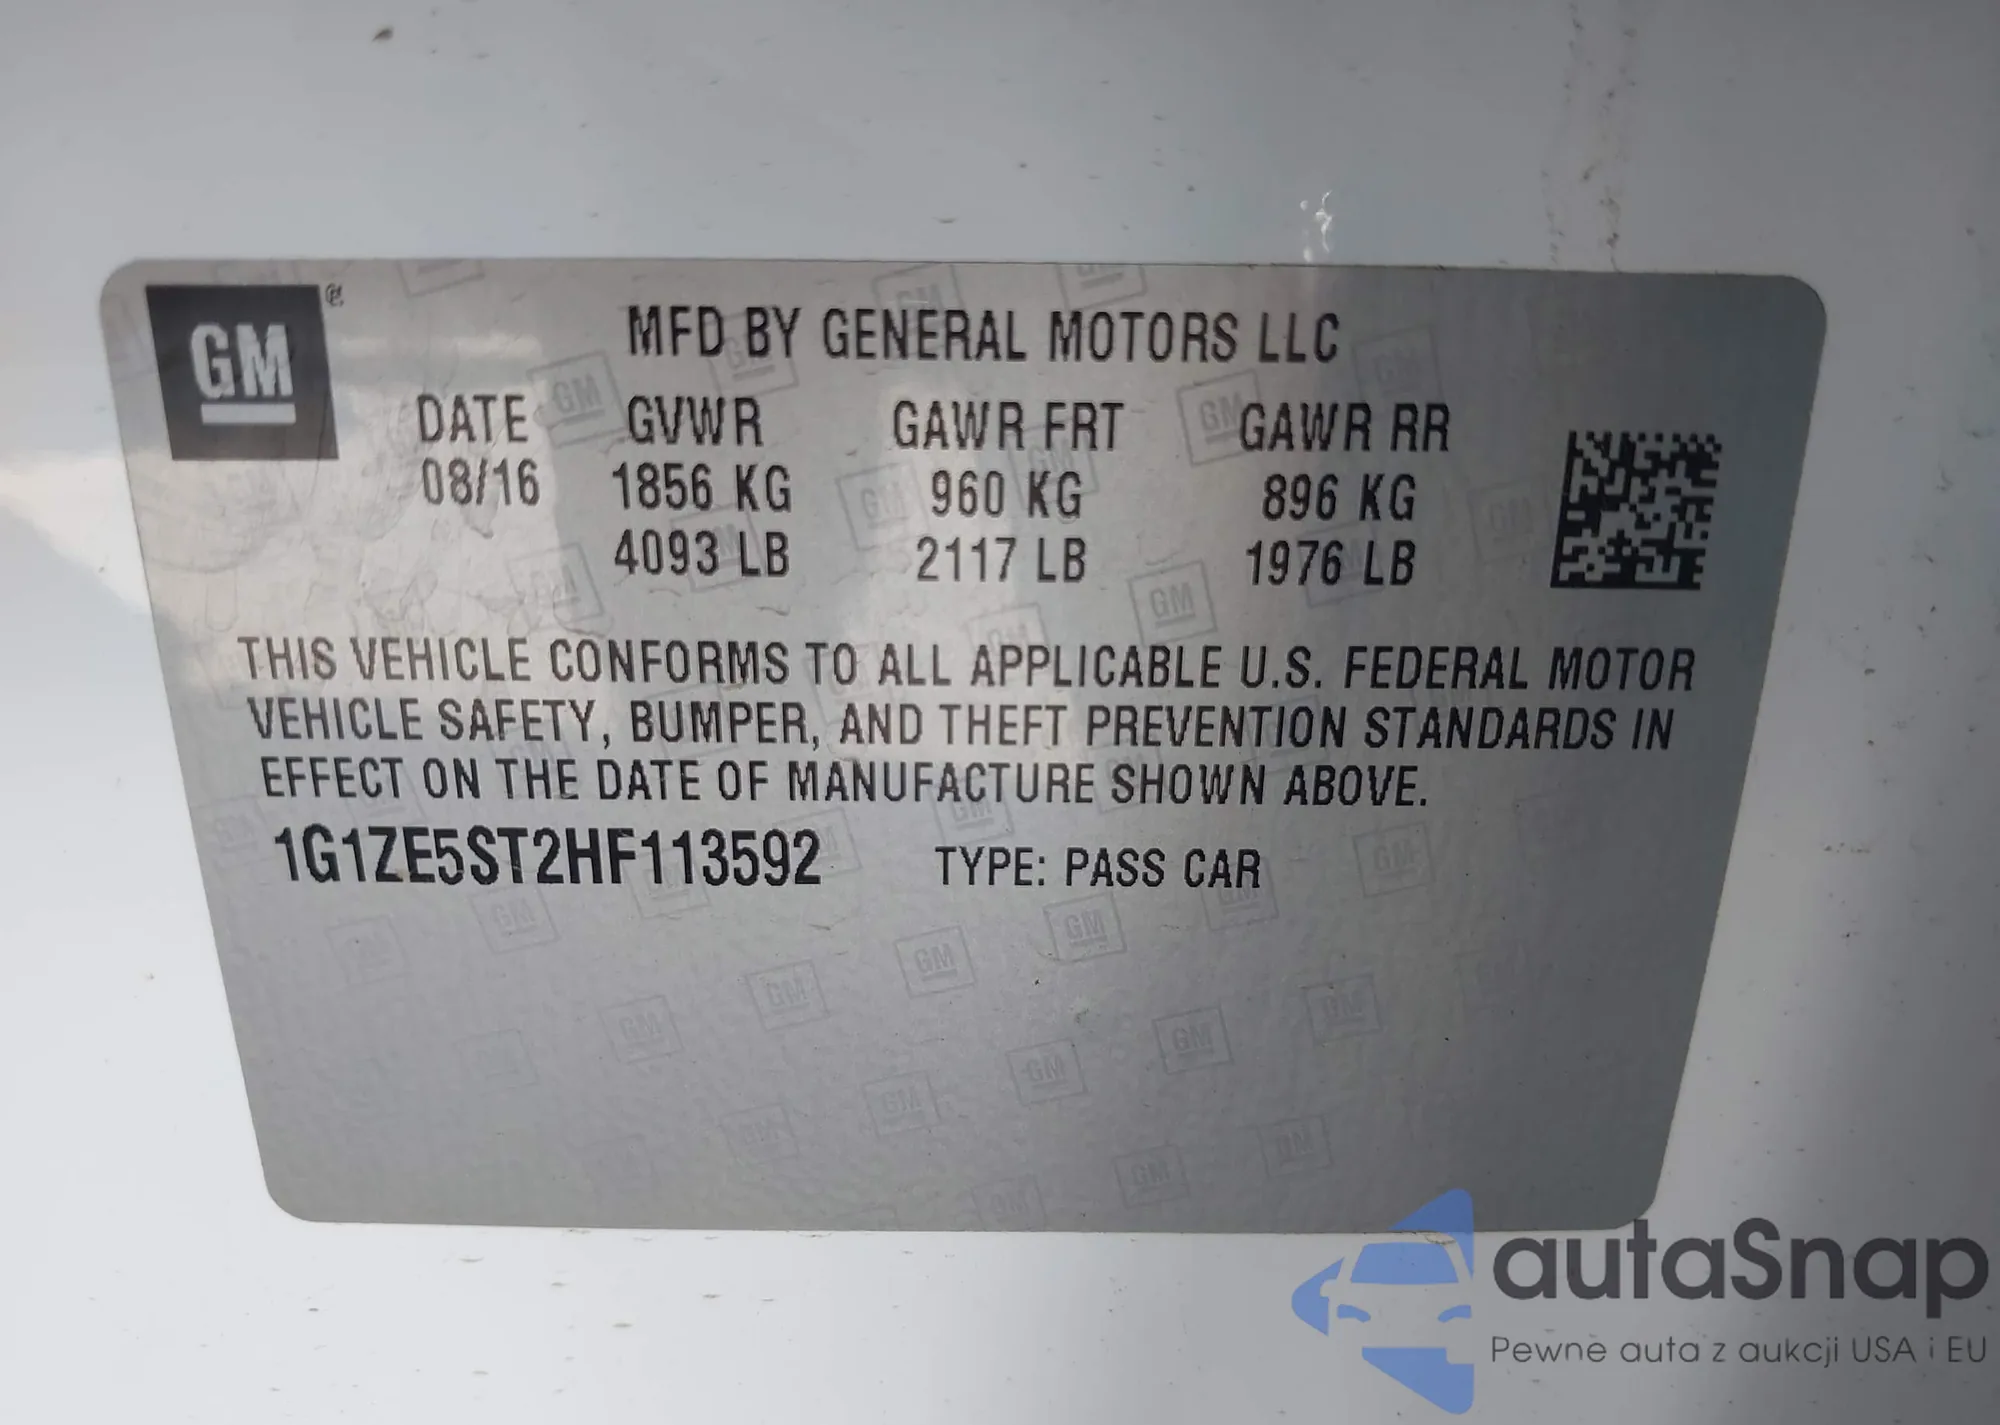 GM
MFD BY GENERAL MOTORS LLC
DATE GVWR GAWR FRT GAWR RR
08/16 1856 KG 960 KG 896 KG
4093 LB 2117 LB 1976 LB
THIS VEHICLE CONFORMS TO ALL APPLICABLE U.S. FEDERAL MOTOR
VEHICLE SAFETY, BUMPER, AND THEFT PREVENTION STANDARDS IN
EFFECT ON THE DATE OF MANUFACTURE SHOWN ABOVE.
1G1ZE5ST2HF113592 TYPE: PASS CAR
autaSnap
Pewne auta z aukcji USA i EU